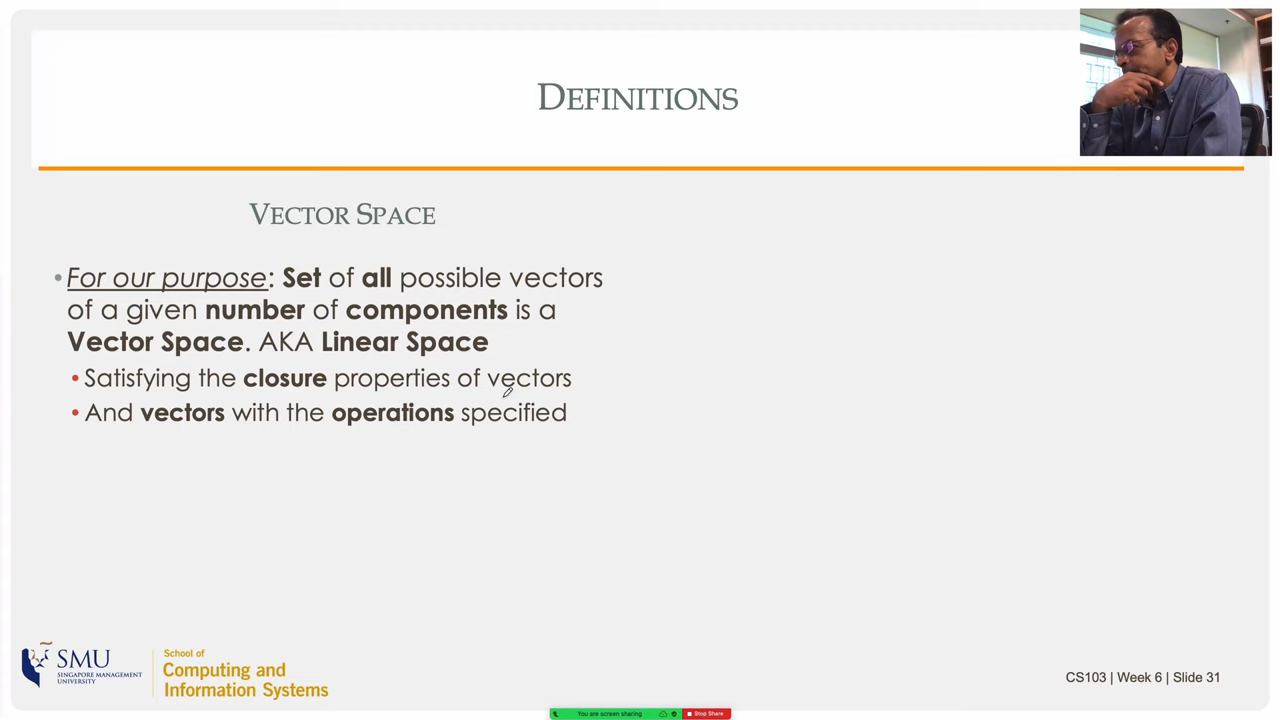 DEFINITIONS
VECTOR SPACE
• For our purpose: Set of all possible vectors
of a given number of components is a
Vector Space. AKA Linear Space
• Satisfying the closure properties of vectors
• And vectors with the operations specified
SMU
SINGAPORE MANAGEMENT
UNIVERSITY
School of
Computing and
Information Systems
CS103 | Week 6 | Slide 31
You are screen sharing
Stop Share